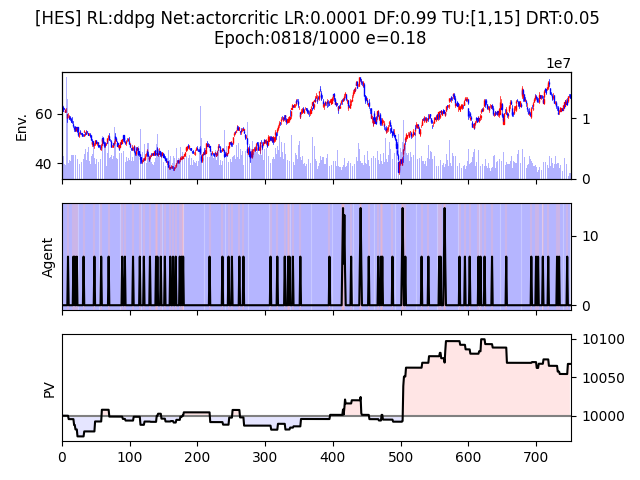 [HES] RL:ddpg Net:actorcritic LR:0.0001 DF:0.99 TU:[1,15] DRT:0.05
Epoch:0818/1000 e=0.18
1e7
Env.
60
40
1
0
Agent
10
0
PV
10100
10050
10000
0 100 200 300 400 500 600 700